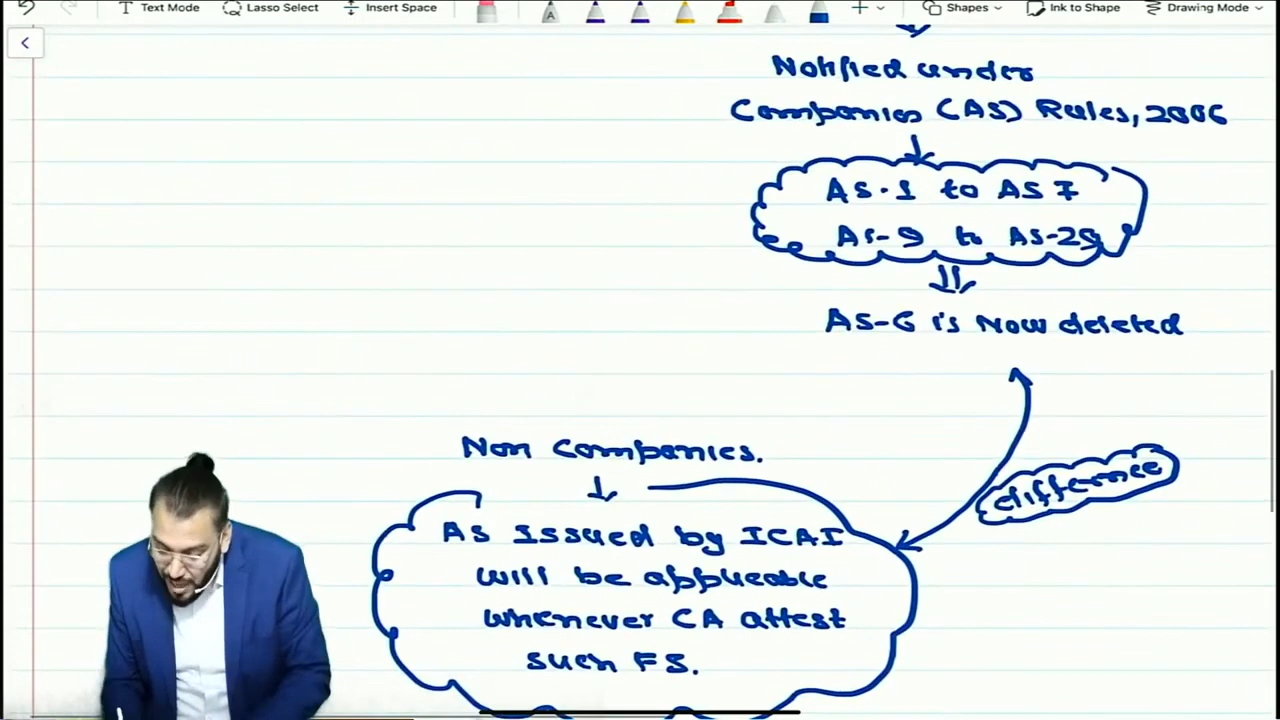 Text Mode Lasso Select Insert Space Shapes Ink to Shape Drawing Mode
Notified under
Companies (AS) Rules, 2006
AS-1 to AS 7
AS-9 to AS-29
AS-6 is Now deleted
difference
Non Companies.
AS Issued by ICAI
will be applicable
whenever CA attest
such FS.